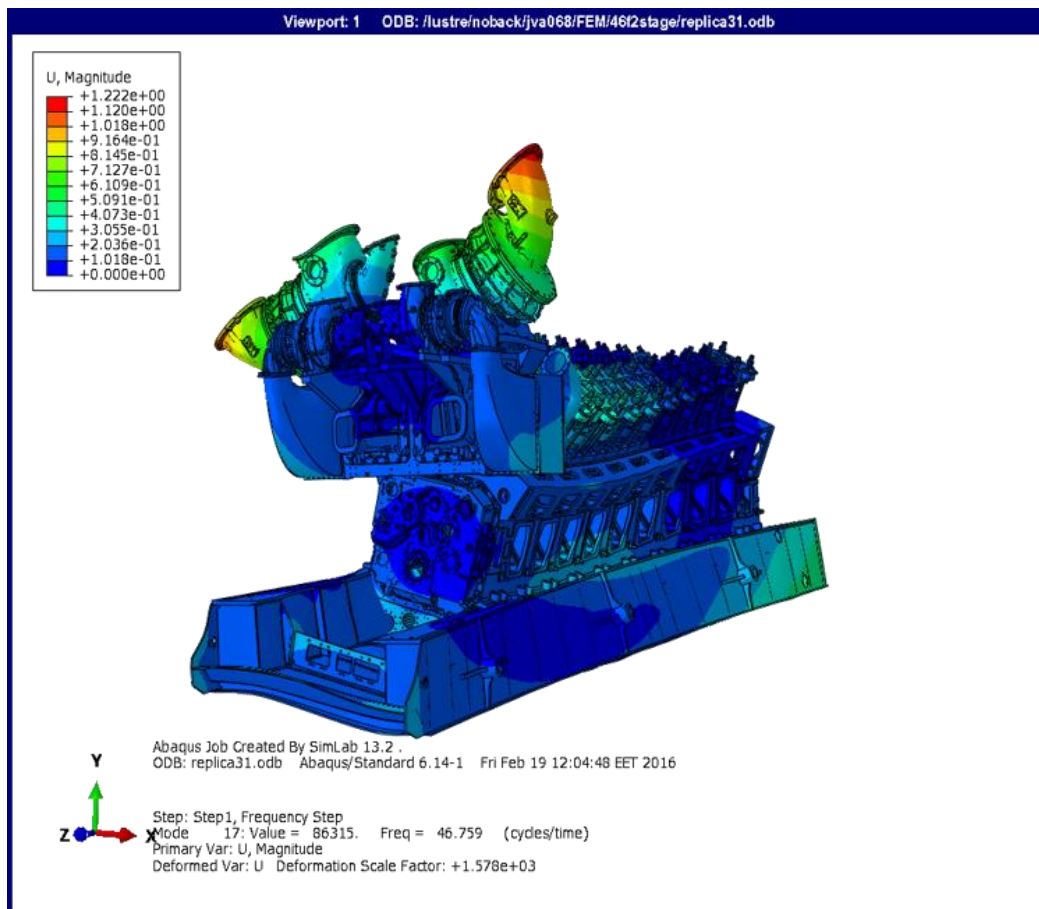 Viewport: 1 ODB: /lustre/noback/jva068/FEM/46f2stage/replica31.odb
U, Magnitude
+1.222e+00
+1.120e+00
+1.018e+00
+9.164e-01
+8.145e-01
+7.127e-01
+6.109e-01
+5.091e-01
+4.073e-01
+3.055e-01
+2.036e-01
+1.018e-01
+0.000e+00
Abaqus Job Created By SimLab 13.2 .
ODB: replica31.odb Abaqus/Standard 6.14-1 Fri Feb 19 12:04:48 EET 2016
Y
Z
X
Step: Step1, Frequency Step
Mode 17: Value = 86315. Freq = 46.759 (cycles/time)
Primary Var: U, Magnitude
Deformed Var: U Deformation Scale Factor: +1.578e+03